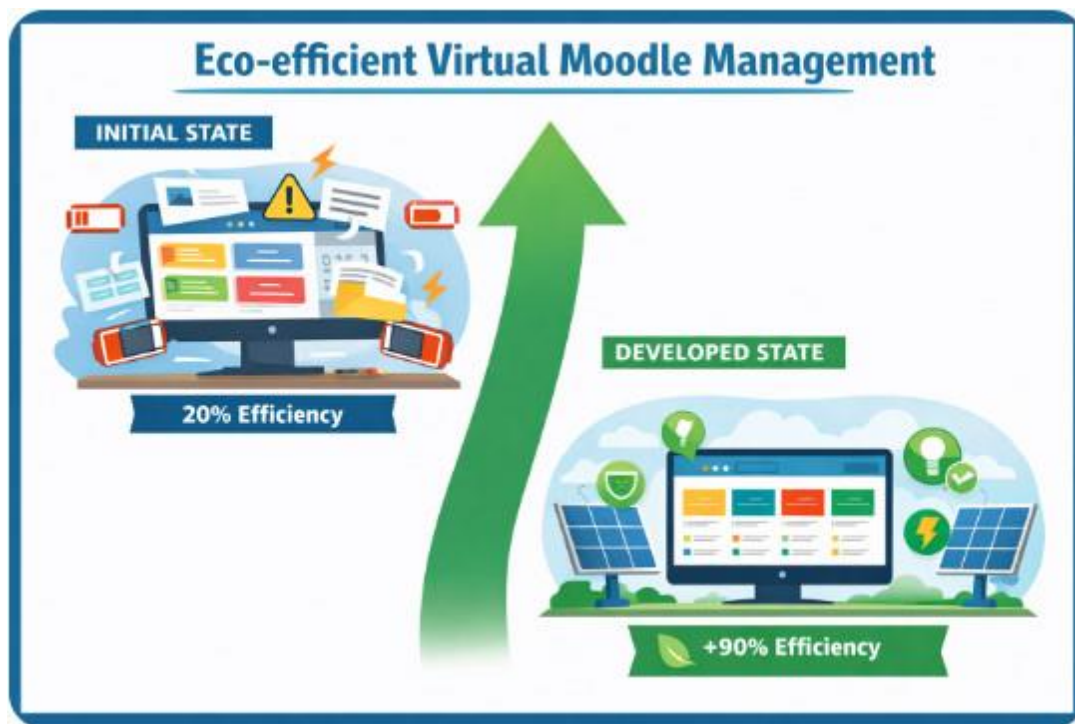 Eco-efficient Virtual Moodle Management
INITIAL STATE
20% Efficiency
DEVELOPED STATE
+90% Efficiency